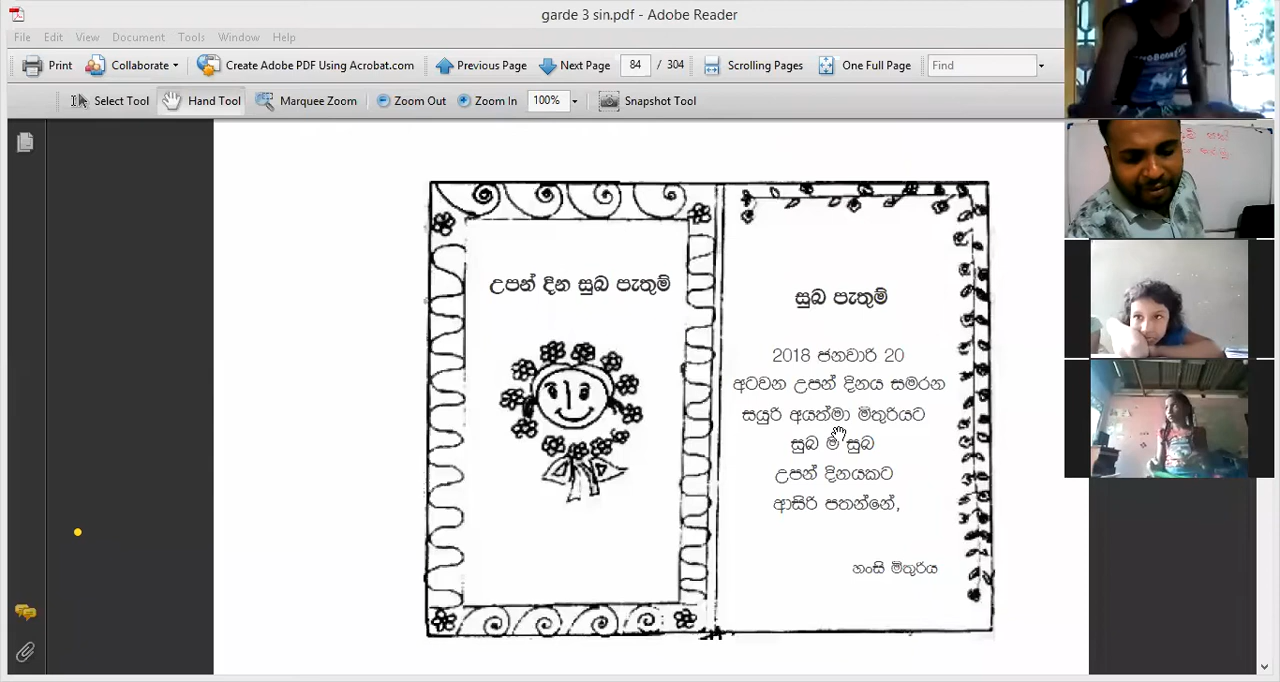 garde 3 sin.pdf - Adobe Reader
File Edit View Document Tools Window Help
Print Collaborate Create Adobe PDF Using Acrobat.com Previous Page Next Page 84 / 304 Scrolling Pages One Full Page Find
Select Tool Hand Tool Marquee Zoom Zoom Out Zoom In 100% Snapshot Tool
උපන් දින සුබ පැතුම්
සුබ පැතුම්
2018 ජනවාරි 20
අටවන උපන් දිනය සමරන
සයුරි අයත්මා මිතුරියට
සුබ ම සුබ
උපන් දිනයකට
ආසිරි පතන්නේ,
හංසි මිතුරිය